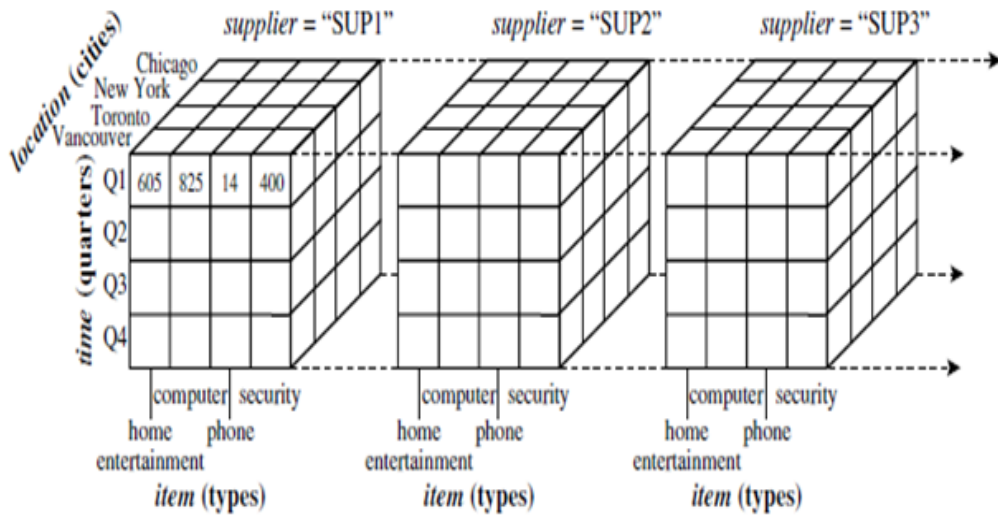 supplier = “SUP1” supplier = “SUP2” supplier = “SUP3”
location (cities)
Chicago
New York
Toronto
Vancouver
time (quarters)
Q1 605 825 14 400
Q2
Q3
Q4
computer security computer security computer security
home phone home phone home phone
entertainment entertainment entertainment
item (types) item (types) item (types)